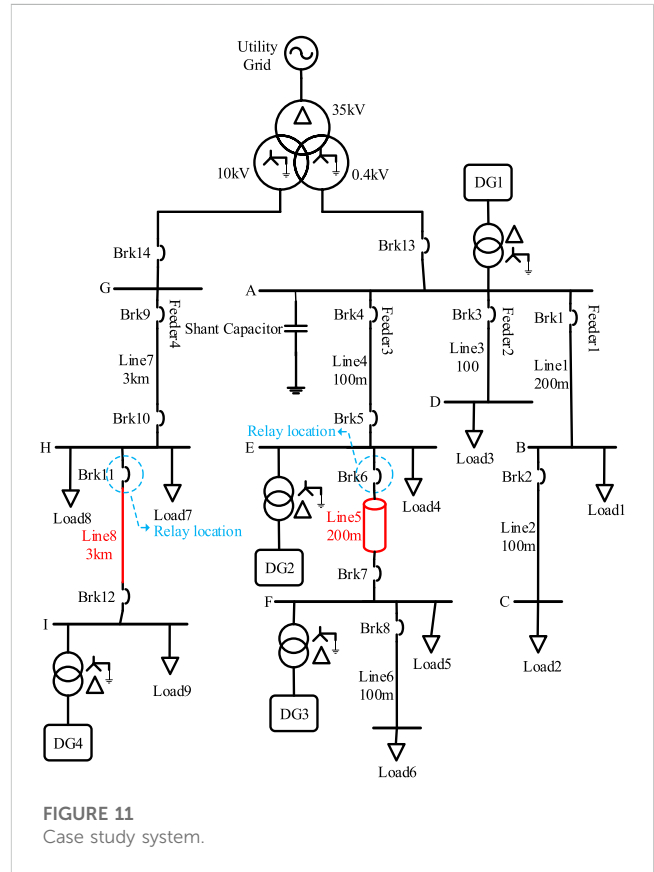 Utility
Grid
35kV
10kV
0.4kV
DG1
Brk14
Brk13
G
A
Brk9
Feeder4
Shant Capacitor
Brk4
Feeder3
Brk3
Feeder2
Brk1
Feeder1
Line7
3km
Line4
100m
Line3
100
Line1
200m
Brk10
Brk5
D
Relay location
Load3
H
E
B
Brk11
Brk6
Brk2
Load8
Load7
Relay location
Load4
Load1
Line8
3km
Line5
200m
Line2
100m
DG2
Brk7
Brk12
F
C
I
Brk8
Load5
Load2
Load9
Line6
100m
DG4
DG3
Load6
FIGURE 11
Case study system.